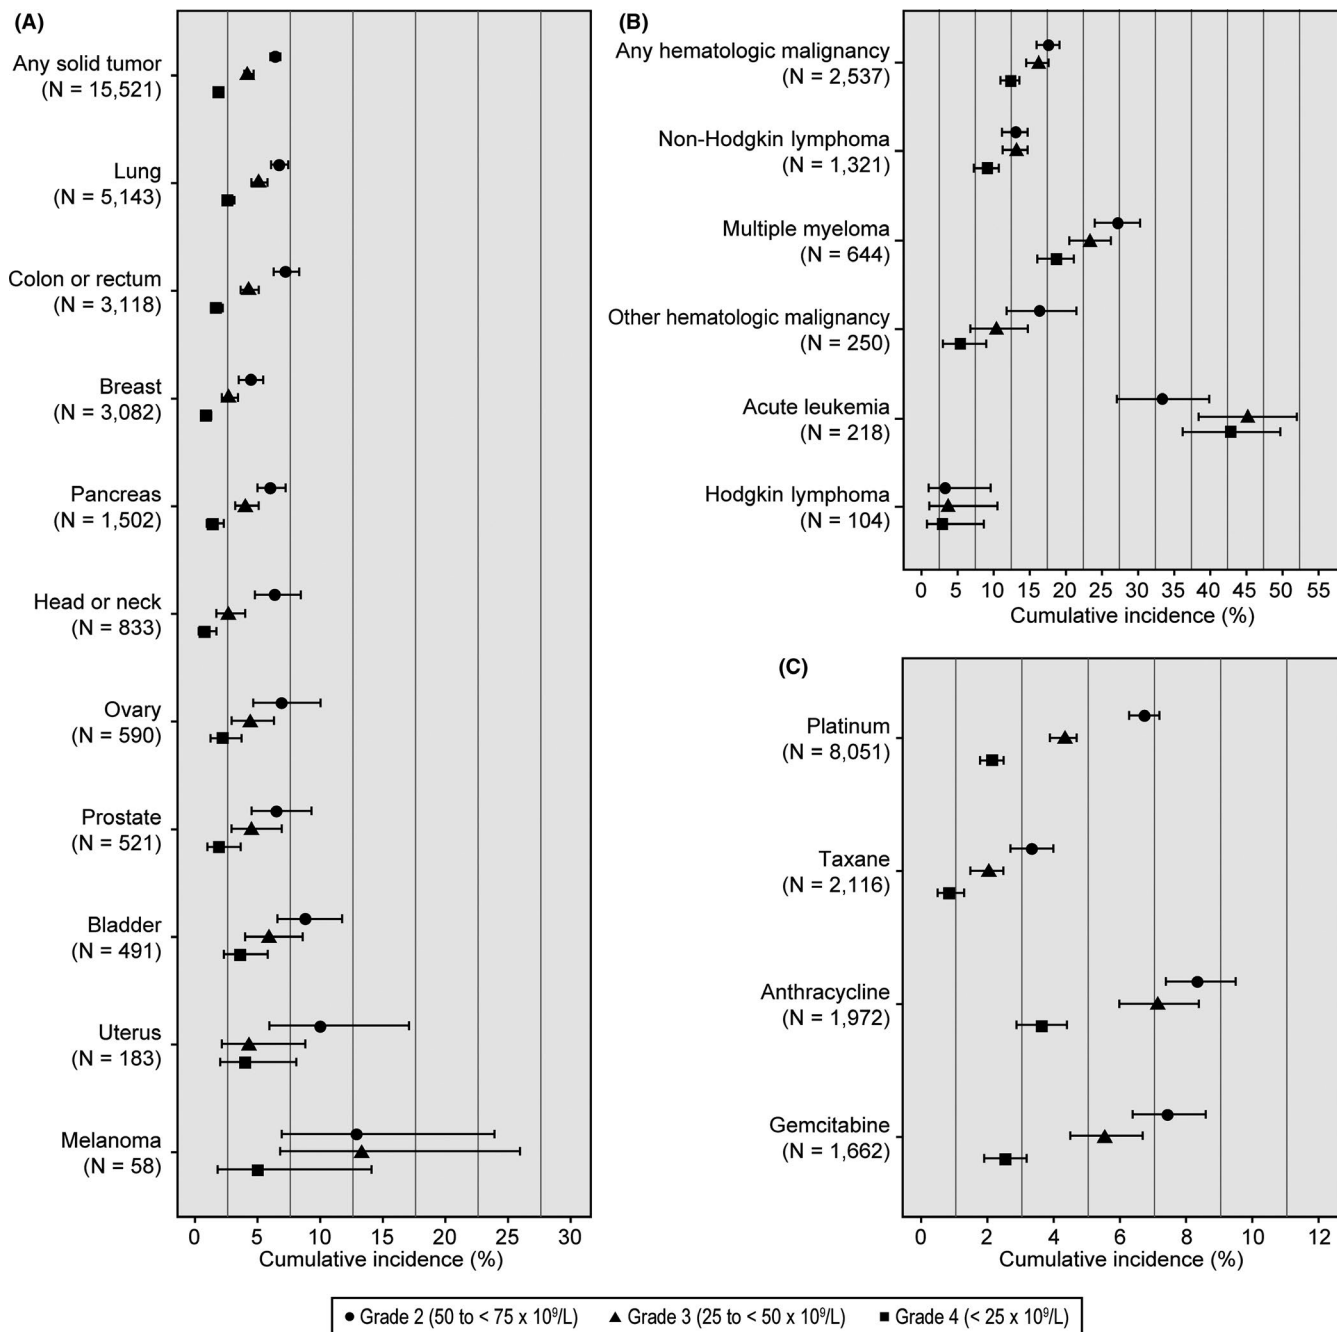 (A)
Any solid tumor
(N = 15,521)
Lung
(N = 5,143)
Colon or rectum
(N = 3,118)
Breast
(N = 3,082)
Pancreas
(N = 1,502)
Head or neck
(N = 833)
Ovary
(N = 590)
Prostate
(N = 521)
Bladder
(N = 491)
Uterus
(N = 183)
Melanoma
(N = 58)
0 5 10 15 20 25 30
Cumulative incidence (%)
(B)
Any hematologic malignancy
(N = 2,537)
Non-Hodgkin lymphoma
(N = 1,321)
Multiple myeloma
(N = 644)
Other hematologic malignancy
(N = 250)
Acute leukemia
(N = 218)
Hodgkin lymphoma
(N = 104)
0 5 10 15 20 25 30 35 40 45 55
Cumulative incidence (%)
(C)
Platinum
(N = 8,051)
Taxane
(N = 2,116)
Anthracycline
(N = 1,972)
Gemcitabine
(N = 1,662)
0 2 4 6 8 10 12
Cumulative incidence (%)
Grade 2 (50 to < 75 x 10⁹/L) Grade 3 (25 to < 50 x 10⁹/L) Grade 4 (< 25 x 10⁹/L)